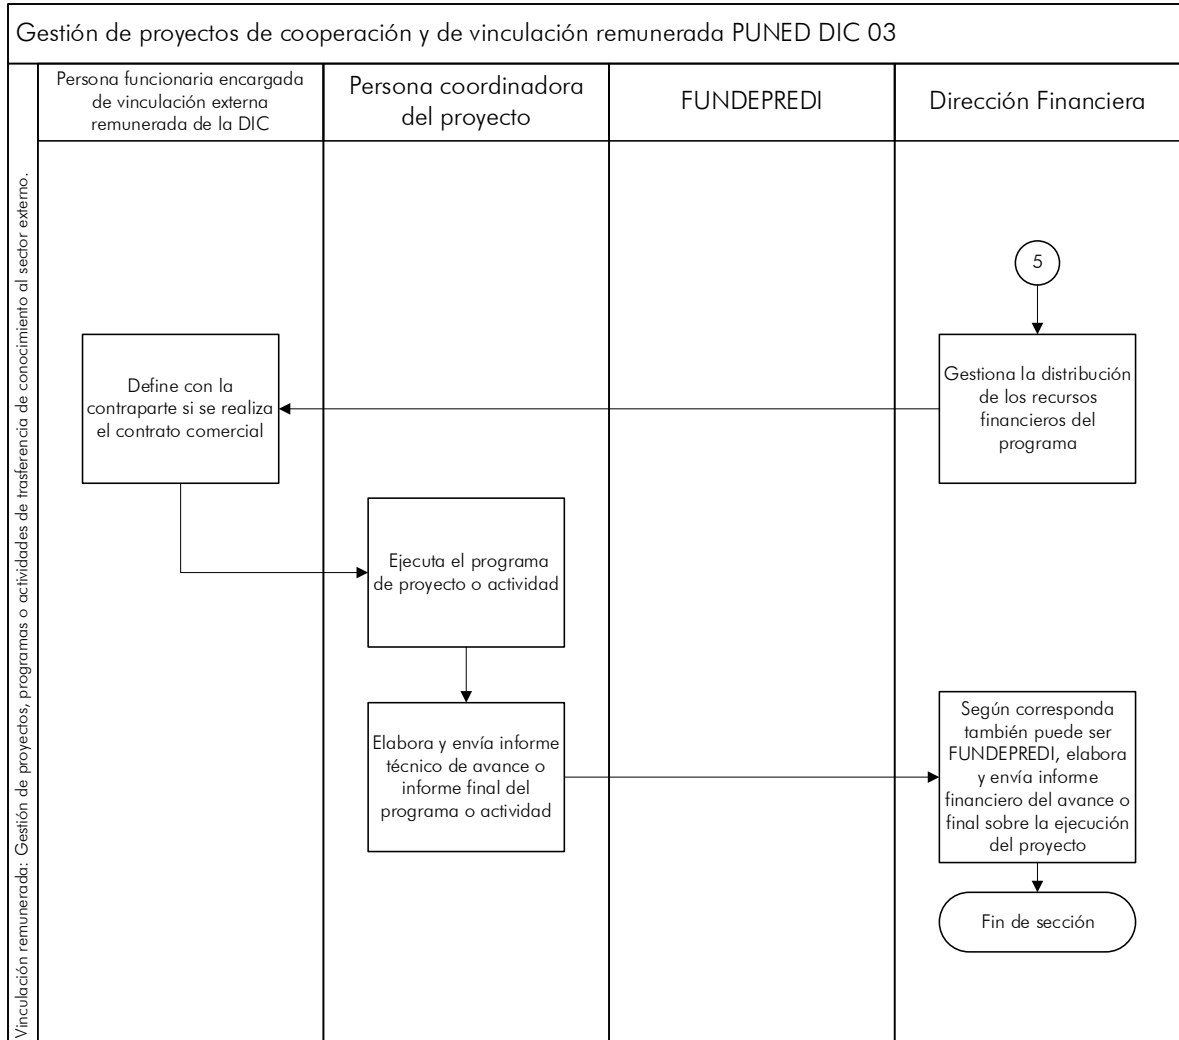 Gestión de proyectos de cooperación y de vinculación remunerada PUNED DIC 03
Persona funcionaria encargada
de vinculación externa
remunerada de la DIC
Persona coordinadora
del proyecto
FUNDEPREDI
Dirección Financiera
Vinculación remunerada: Gestión de proyectos, programas o actividades de trasferencia de conocimiento al sector externo.
5
Gestiona la distribución
de los recursos
financieros del
programa
Define con la
contraparte si se realiza
el contrato comercial
Ejecuta el programa
de proyecto o actividad
Elabora y envía informe
técnico de avance o
informe final del
programa o actividad
Según corresponda
también puede ser
FUNDEPREDI, elabora
y envía informe
financiero del avance o
final sobre la ejecución
del proyecto
Fin de sección